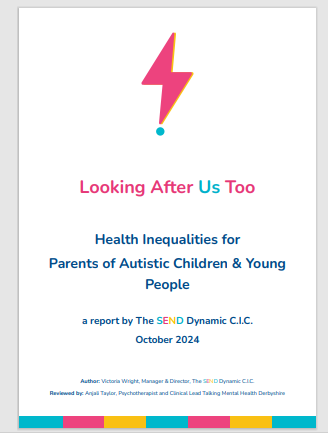 Looking After Us Too
Health Inequalities for
Parents of Autistic Children & Young
People
a report by The SEND Dynamic C.I.C.
October 2024
Author: Victoria Wright, Manager & Director, The SEND Dynamic C.I.C.
Reviewed by: Anjali Taylor, Psychotherapist and Clinical Lead Talking Mental Health Derbyshire